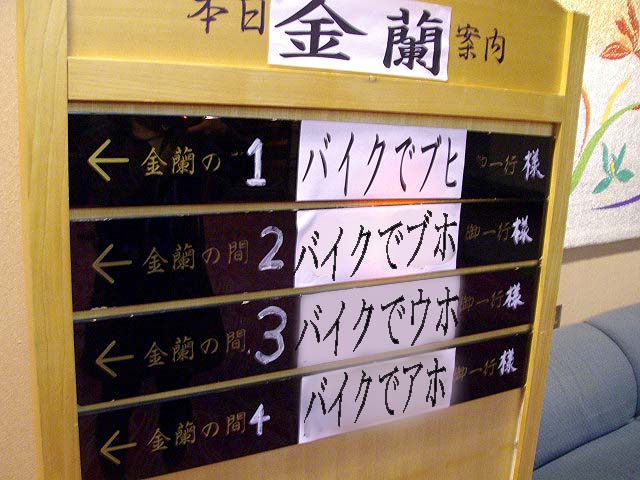 本日 金蘭 案内
← 金蘭の 1 バイクでブヒ 御一行様
← 金蘭の間 2 バイクでブホ 御一行様
← 金蘭の間 3 バイクでウホ 御一行様
← 金蘭の間 4 バイクでアホ 御一行様